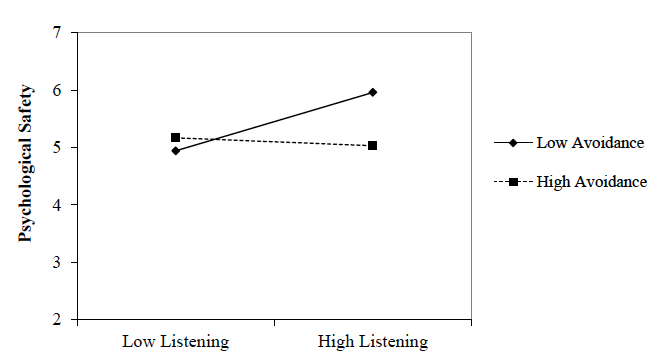 7
6
5
4
3
2
Psychological Safety
Low Listening
High Listening
Low Avoidance
High Avoidance